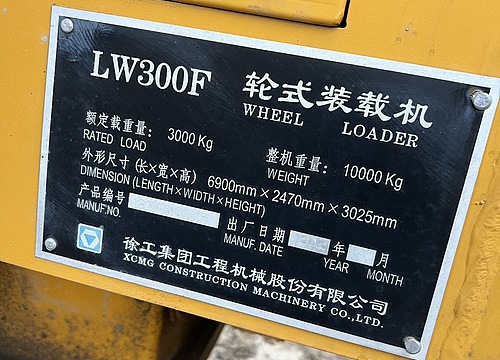 LW300F 轮式装载机
WHEEL LOADER
额定载重量: 3000 Kg 整机重量: 10000 Kg
RATED LOAD WEIGHT
外形尺寸 (长×宽×高) 6900mm×2470mm×3025mm
DIMENSION (LENGTH×WIDTH×HEIGHT)
产品编号 出厂日期 年 月
MANUF.NO. MANUF. DATE YEAR MONTH
徐工集团工程机械股份有限公司
XCMG CONSTRUCTION MACHINERY CO.,LTD.